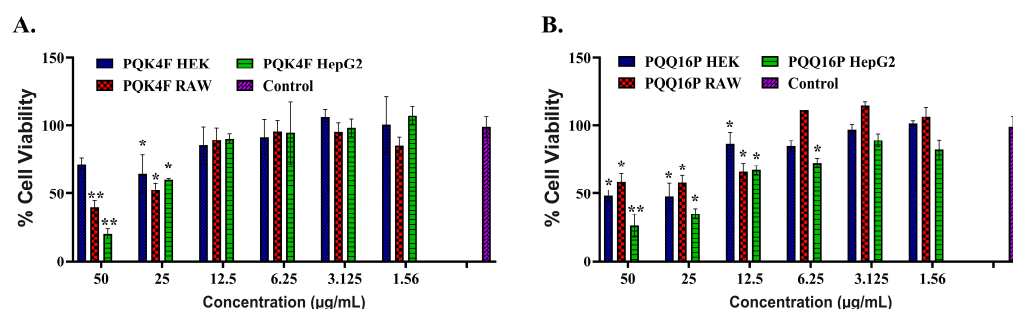 A.
PQK4F HEK
PQK4F HepG2
PQK4F RAW
Control
% Cell Viability
150
100
50
0
*
**
**
*
*
*
50
25
12.5
6.25
3.125
1.56
Concentration (µg/mL)
B.
PQQ16P HEK
PQQ16P HepG2
PQQ16P RAW
Control
% Cell Viability
150
100
50
0
*
*
**
*
*
*
*
*
*
*
50
25
12.5
6.25
3.125
1.56
Concentration (µg/mL)